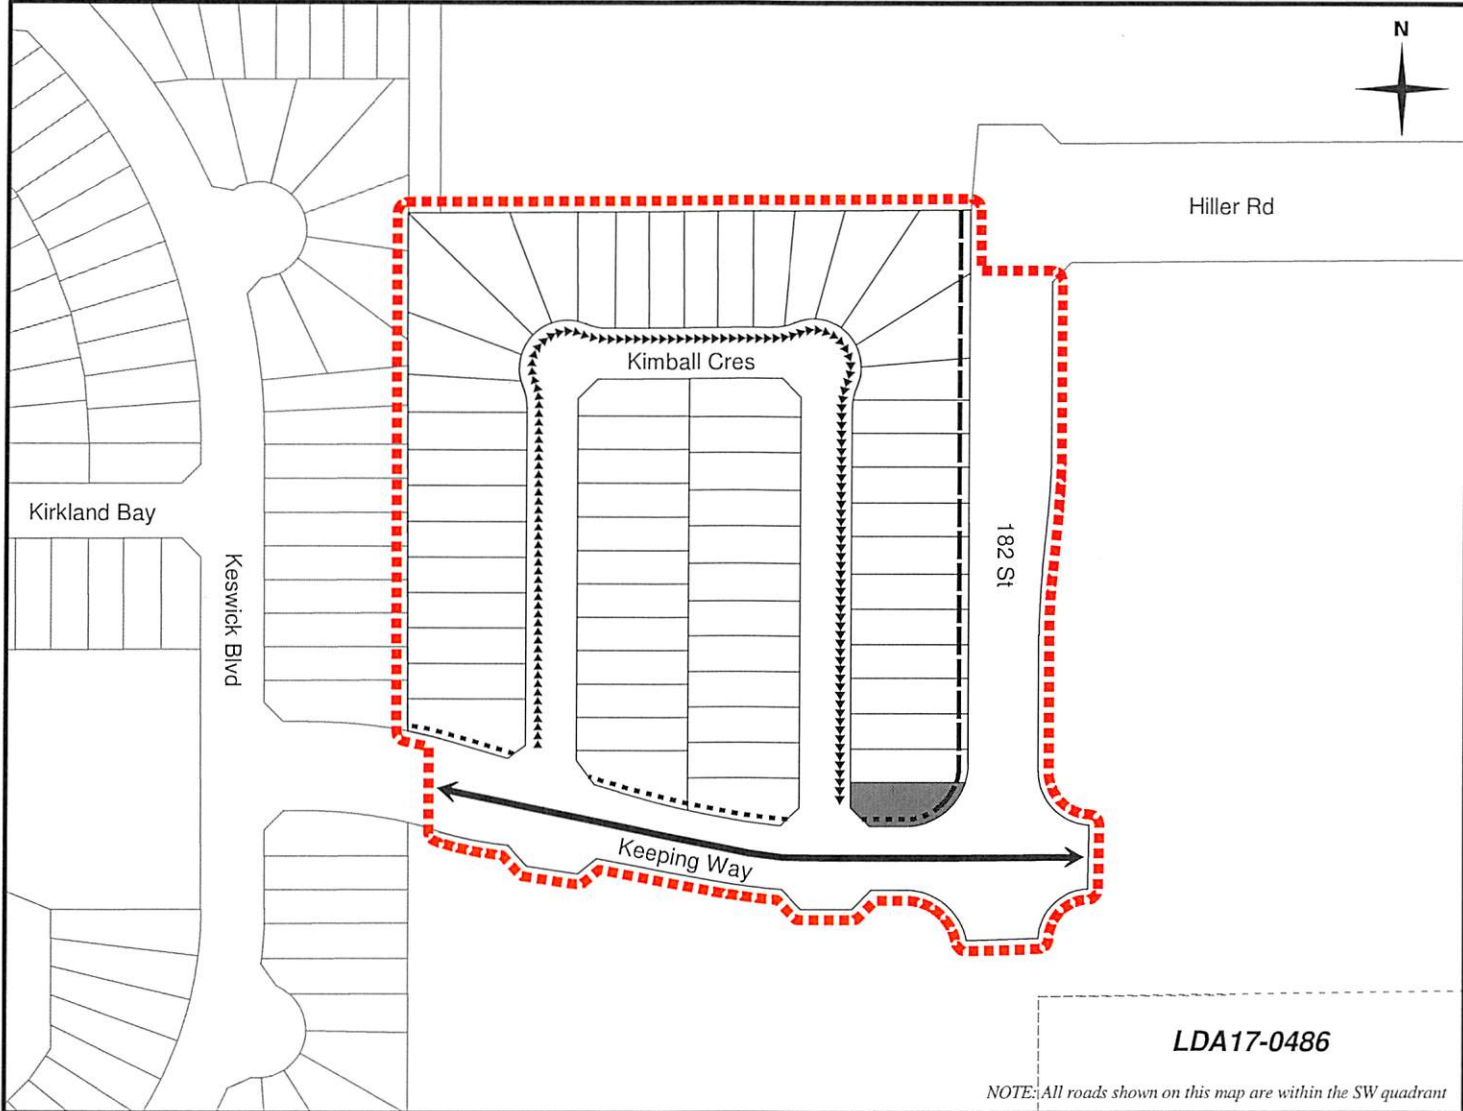 N
Hiller Rd
Kimball Cres
Kirkland Bay
182 St
Keswick Blvd
Keeping Way
LDA17-0486
NOTE: All roads shown on this map are within the SW quadrant